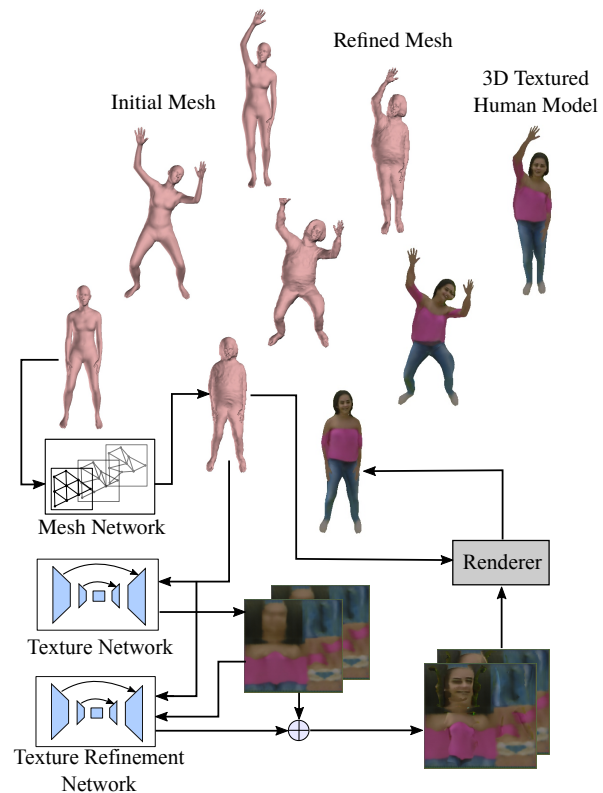 Refined Mesh
Initial Mesh
3D Textured
Human Model
Mesh Network
Renderer
Texture Network
Texture Refinement
Network